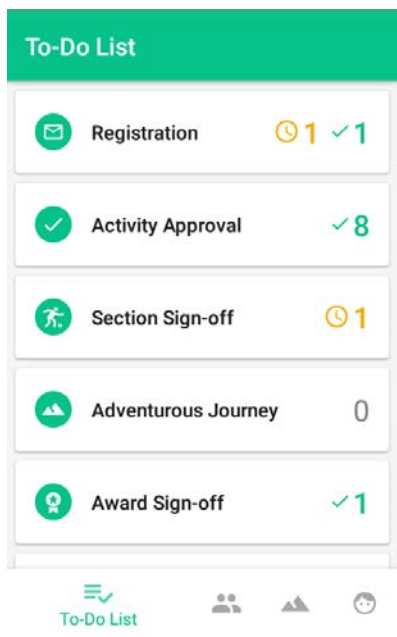 To-Do List
Registration 1 1
Activity Approval 8
Section Sign-off 1
Adventurous Journey 0
Award Sign-off 1
To-Do List